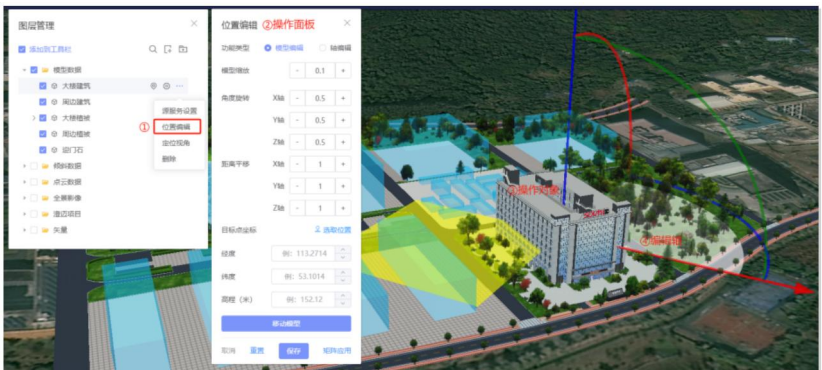 图层管理
添加到工具栏
模型数据
大楼建筑
周边建筑
大楼植被
周边植被
迎门石
倾斜数据
点云数据
全景影像
澄迈项目
矢量
源服务设置
① 位置编辑
定位视角
删除
位置编辑 ②操作面板
功能类型 模型编辑 轴编辑
模型缩放 - 0.1 +
角度旋转 X轴 - 0.5 +
Y轴 - 0.5 +
Z轴 - 0.5 +
距离平移 X轴 - 1 +
Y轴 - 1 +
Z轴 - 1 +
目标点坐标 选取位置
经度 例：113.2714
纬度 例：53.1014
高程（米） 例：152.12
移动模型
取消 重置 保存 矩阵应用
③操作对象
④编辑轴